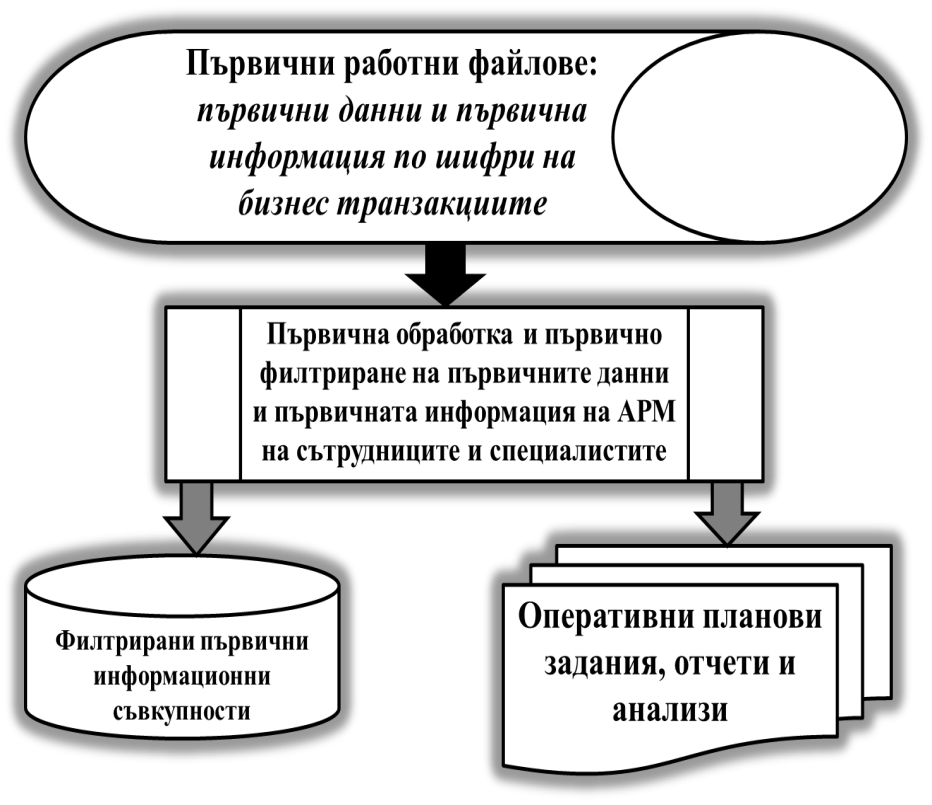 Първични работни файлове:
първични данни и първична
информация по шифри на
бизнес транзакциите
Първична обработка и първично
филтриране на първичните данни
и първичната информация на АРМ
на сътрудниците и специалистите
Филтрирани първични
информационни
съвкупности
Оперативни планови
задания, отчети и
анализи